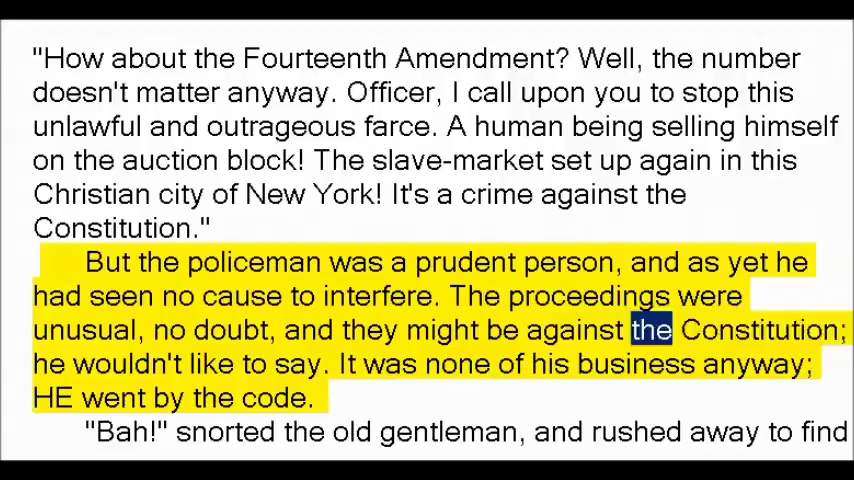 "How about the Fourteenth Amendment? Well, the number
doesn't matter anyway. Officer, I call upon you to stop this
unlawful and outrageous farce. A human being selling himself
on the auction block! The slave-market set up again in this
Christian city of New York! It's a crime against the
Constitution."
But the policeman was a prudent person, and as yet he
had seen no cause to interfere. The proceedings were
unusual, no doubt, and they might be against the Constitution;
he wouldn't like to say. It was none of his business anyway;
HE went by the code.
"Bah!" snorted the old gentleman, and rushed away to find